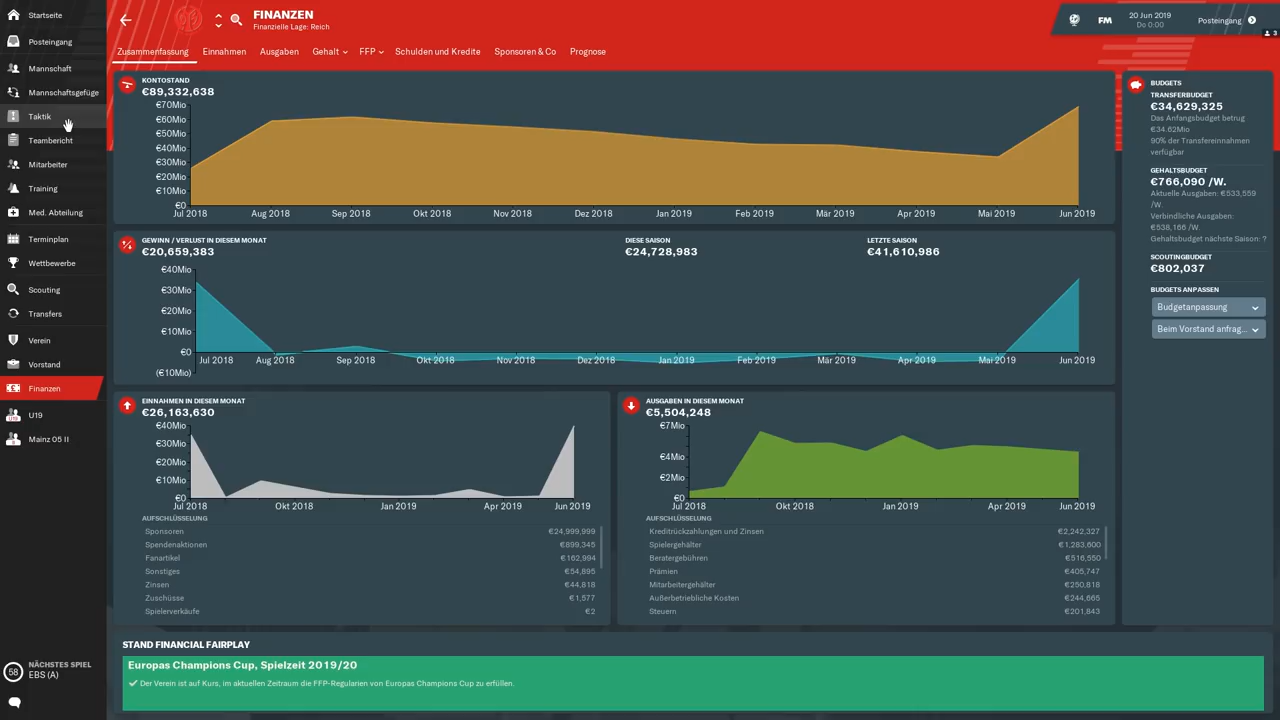 Startseite
Posteingang
Mannschaft
Mannschaftsgefüge
Taktik
Teambericht
Mitarbeiter
Training
Med. Abteilung
Terminplan
Wettbewerbe
Scouting
Transfers
Verein
Vorstand
Finanzen
U19
Mainz 05 II
58
NÄCHSTES SPIEL
EBS (A)
FINANZEN
Finanzielle Lage: Reich
FM
20 Jun 2019
Do 0:00
Posteingang
3
Zusammenfassung
Einnahmen
Ausgaben
Gehalt
FFP
Schulden und Kredite
Sponsoren & Co
Prognose
KONTOSTAND
€89,332,638
€70Mio
€60Mio
€50Mio
€40Mio
€30Mio
€20Mio
€10Mio
€0
Jul 2018
Aug 2018
Sep 2018
Okt 2018
Nov 2018
Dez 2018
Jan 2019
Feb 2019
Mär 2019
Apr 2019
Mai 2019
Jun 2019
GEWINN / VERLUST IN DIESEM MONAT
€20,659,383
DIESE SAISON
€24,728,983
LETZTE SAISON
€41,610,986
€40Mio
€30Mio
€20Mio
€10Mio
€0
(€10Mio)
Jul 2018
Aug 2018
Sep 2018
Okt 2018
Nov 2018
Dez 2018
Jan 2019
Feb 2019
Mär 2019
Apr 2019
Mai 2019
Jun 2019
EINNAHMEN IN DIESEM MONAT
€26,163,630
€40Mio
€30Mio
€20Mio
€10Mio
€0
Jul 2018
Okt 2018
Jan 2019
Apr 2019
Jun 2019
AUFSCHLÜSSELUNG
Sponsoren €24,999,999
Spendenaktionen €899,345
Fanartikel €162,994
Sonstiges €54,895
Zinsen €44,818
Zuschüsse €1,577
Spielerverkäufe €2
AUSGABEN IN DIESEM MONAT
€5,504,248
€7Mio
€4Mio
€2Mio
€0
Jul 2018
Okt 2018
Jan 2019
Apr 2019
Jun 2019
AUFSCHLÜSSELUNG
Kreditrückzahlungen und Zinsen €2,242,327
Spielergehälter €1,283,600
Beratergebühren €516,550
Prämien €405,747
Mitarbeitergehälter €250,818
Außerbetriebliche Kosten €244,665
Steuern €201,843
BUDGETS
TRANSFERBUDGET
€34,629,325
Das Anfangsbudget betrug
€34.62Mio
90% der Transfereinnahmen
verfügbar
GEHALTSBUDGET
€766,090 /W.
Aktuelle Ausgaben: €533,559
/W.
Verbindliche Ausgaben:
€538,166 /W.
Gehaltsbudget nächste Saison: ?
SCOUTINGBUDGET
€802,037
BUDGETS ANPASSEN
Budgetanpassung
Beim Vorstand anfrag...
STAND FINANCIAL FAIRPLAY
Europas Champions Cup, Spielzeit 2019/20
Der Verein ist auf Kurs, im aktuellen Zeitraum die FFP-Regularien von Europas Champions Cup zu erfüllen.